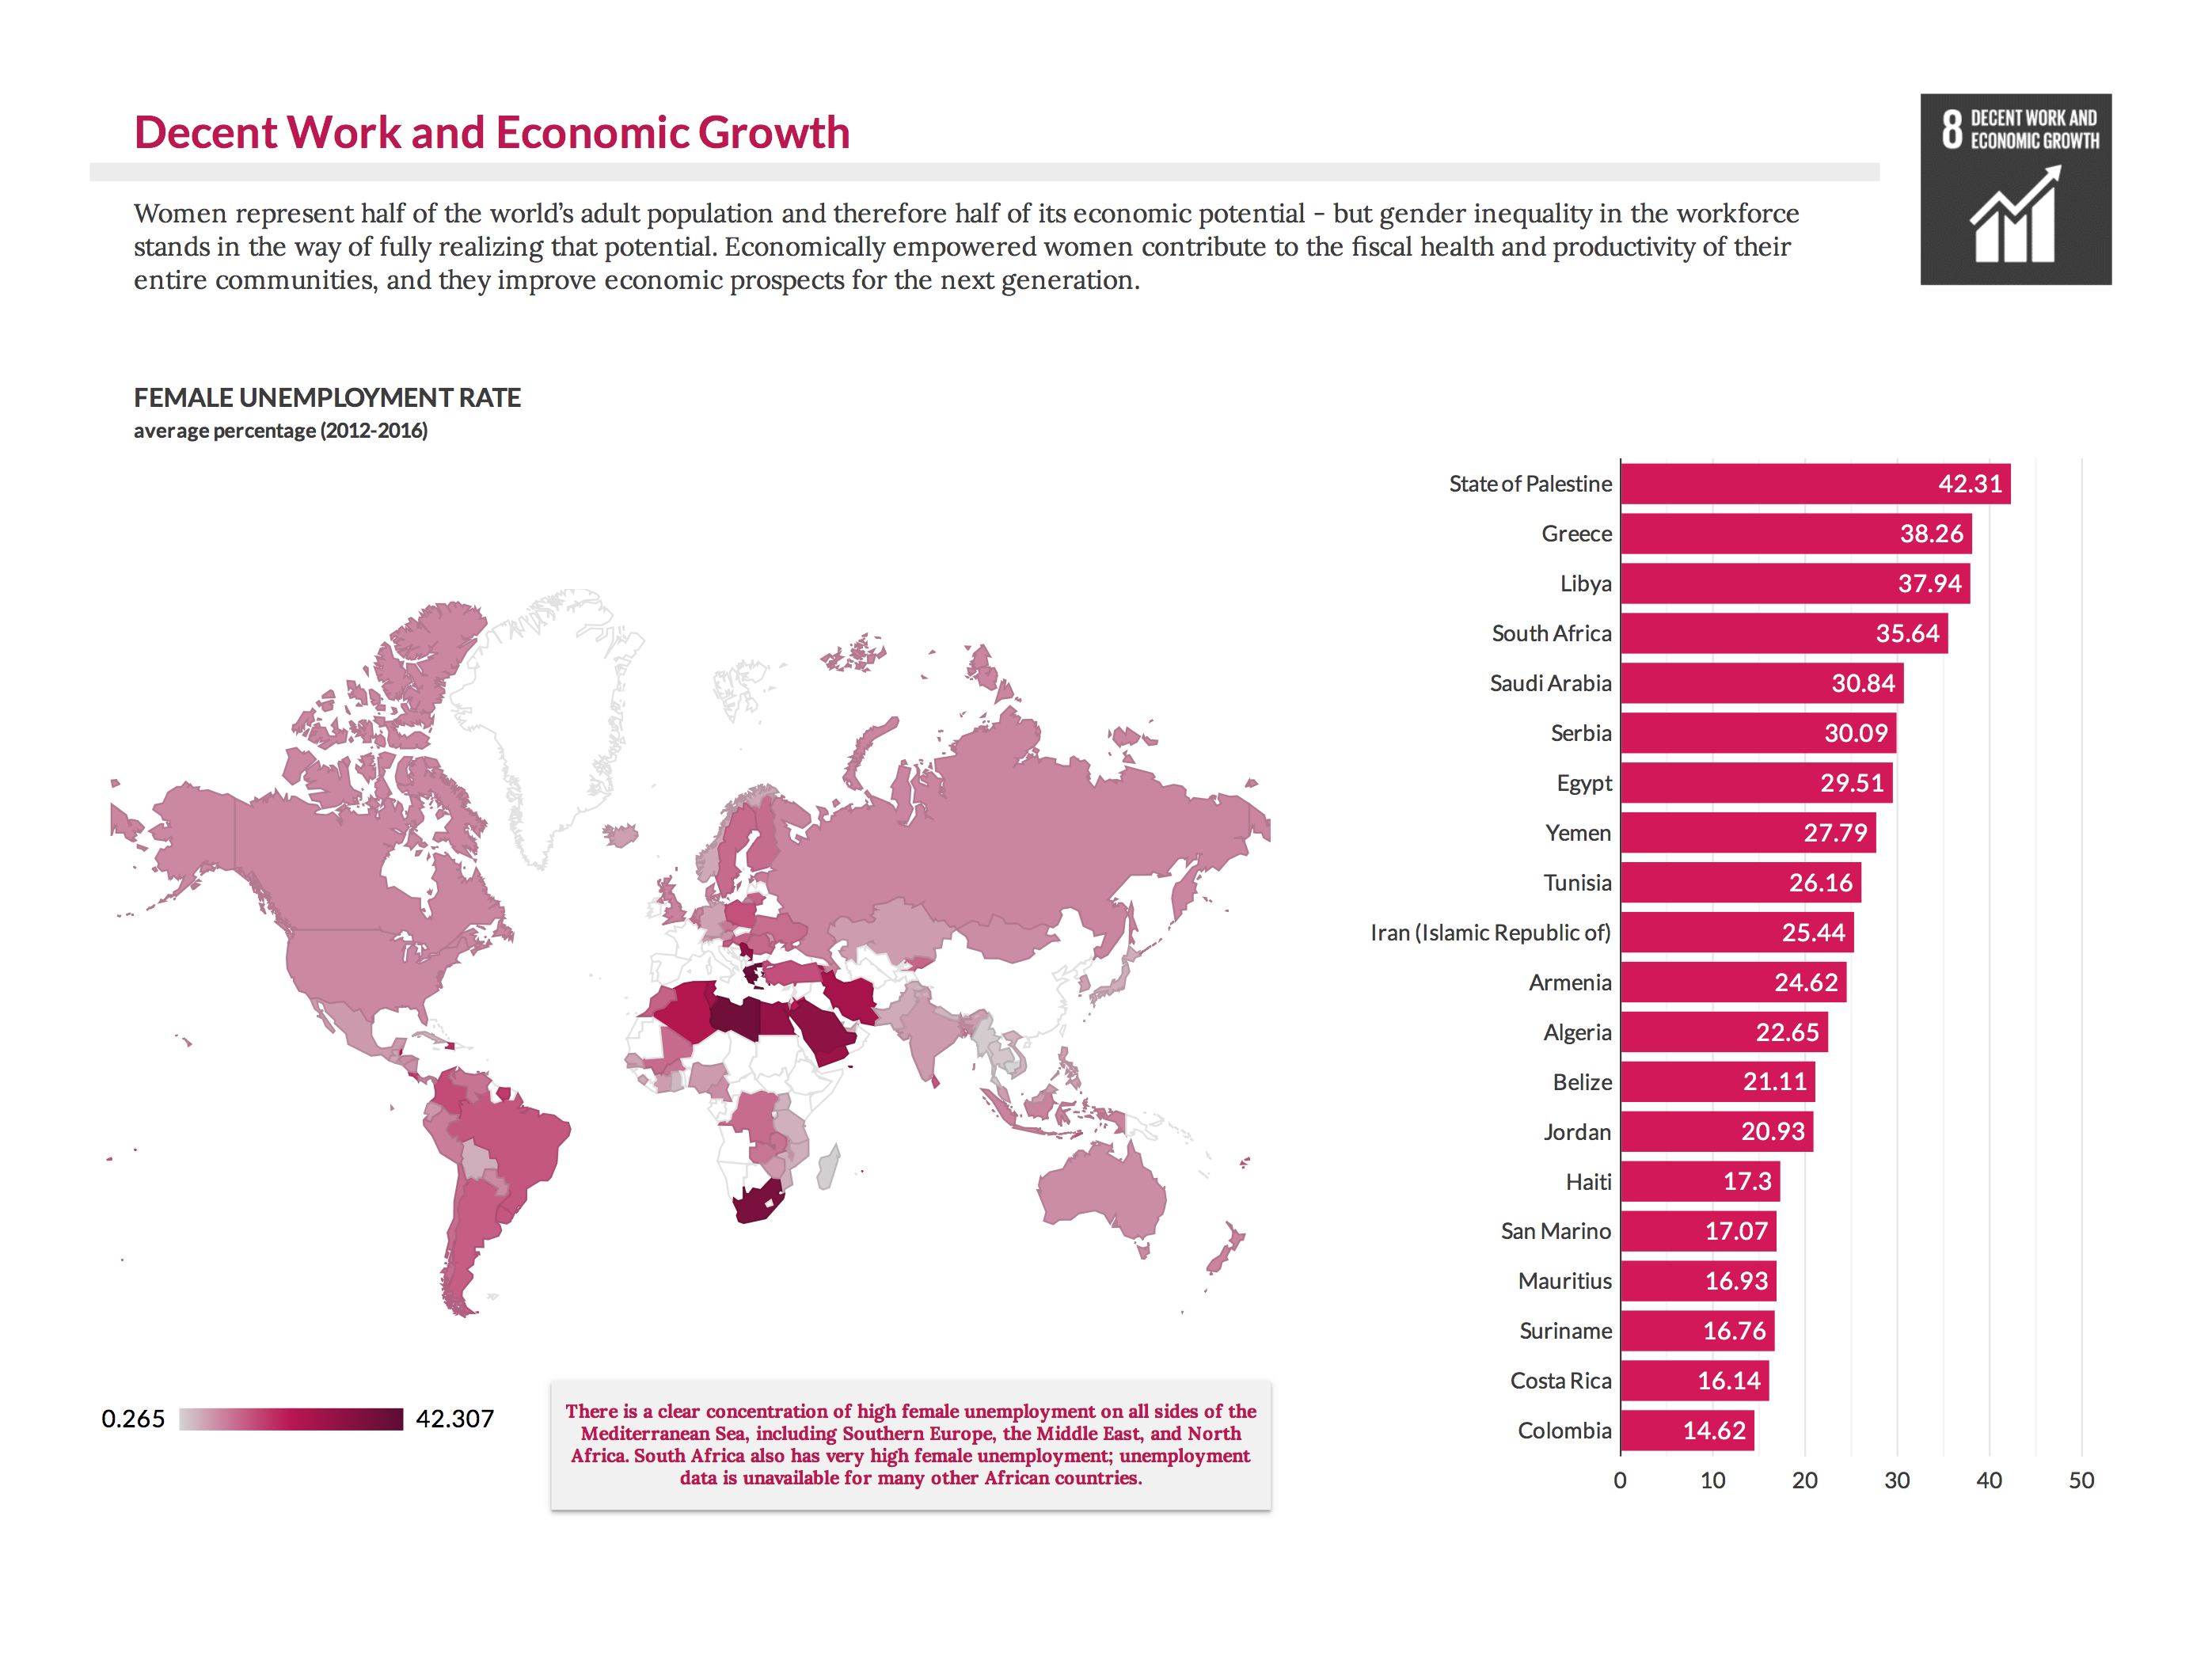 Decent Work and Economic Growth
8 DECENT WORK AND
ECONOMIC GROWTH
Women represent half of the world's adult population and therefore half of its economic potential - but gender inequality in the workforce
stands in the way of fully realizing that potential. Economically empowered women contribute to the fiscal health and productivity of their
entire communities, and they improve economic prospects for the next generation.
FEMALE UNEMPLOYMENT RATE
average percentage (2012-2016)
State of Palestine 42.31
Greece 38.26
Libya 37.94
South Africa 35.64
Saudi Arabia 30.84
Serbia 30.09
Egypt 29.51
Yemen 27.79
Tunisia 26.16
Iran (Islamic Republic of) 25.44
Armenia 24.62
Algeria 22.65
Belize 21.11
Jordan 20.93
Haiti 17.3
San Marino 17.07
Mauritius 16.93
Suriname 16.76
Costa Rica 16.14
Colombia 14.62
0 10 20 30 40 50
0.265 42.307
There is a clear concentration of high female unemployment on all sides of the
Mediterranean Sea, including Southern Europe, the Middle East, and North
Africa. South Africa also has very high female unemployment; unemployment
data is unavailable for many other African countries.